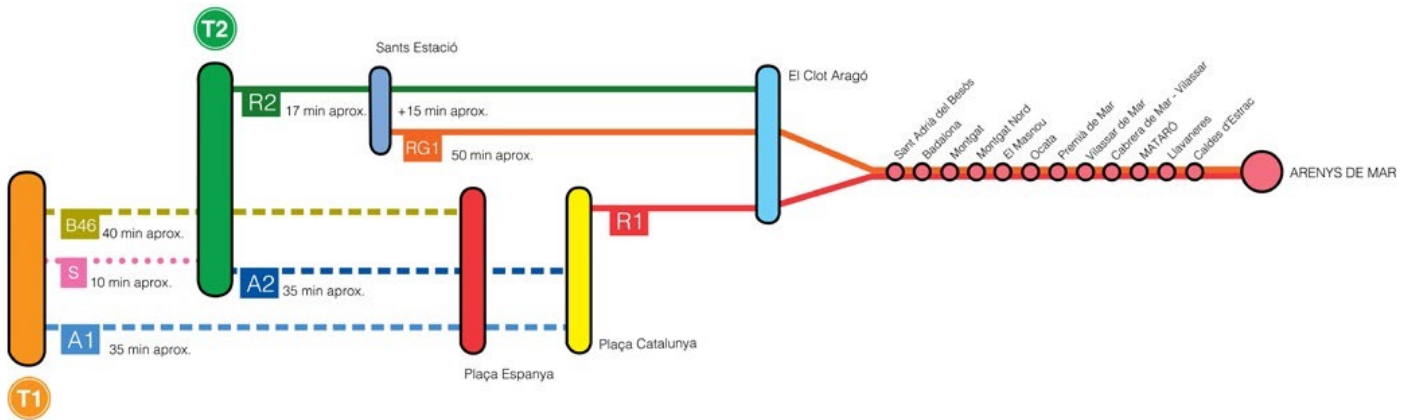 T2
Sants Estació
El Clot Aragó
R2
17 min aprox.
+15 min aprox.
RG1
50 min aprox.
Sant Adrià del Besòs
Badalona
Montgat
Montgat Nord
El Masnou
Ocata
Premià de Mar
Vilassar de Mar
Cabrera de Mar - Vilassar
MATARÓ
Llavaneres
Caldes d'Estrac
ARENYS DE MAR
B46
40 min aprox.
R1
S
10 min aprox.
A2
35 min aprox.
A1
35 min aprox.
Plaça Catalunya
Plaça Espanya
T1